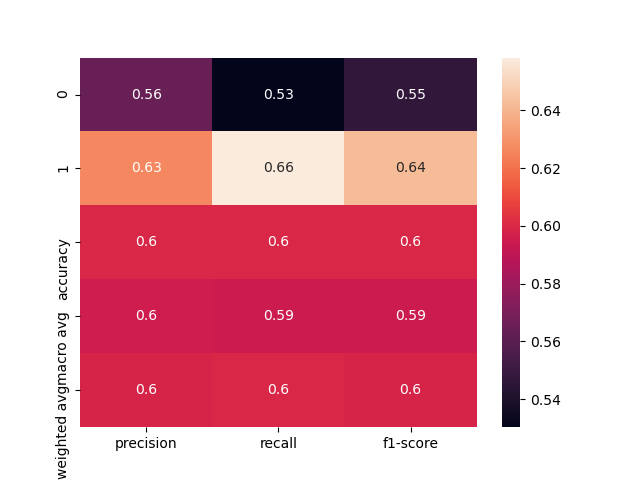 0 0.56 0.53 0.55
1 0.63 0.66 0.64
accuracy 0.6 0.6 0.6
macro avg 0.6 0.59 0.59
weighted avg 0.6 0.6 0.6
precision recall f1-score
0.64
0.62
0.60
0.58
0.56
0.54